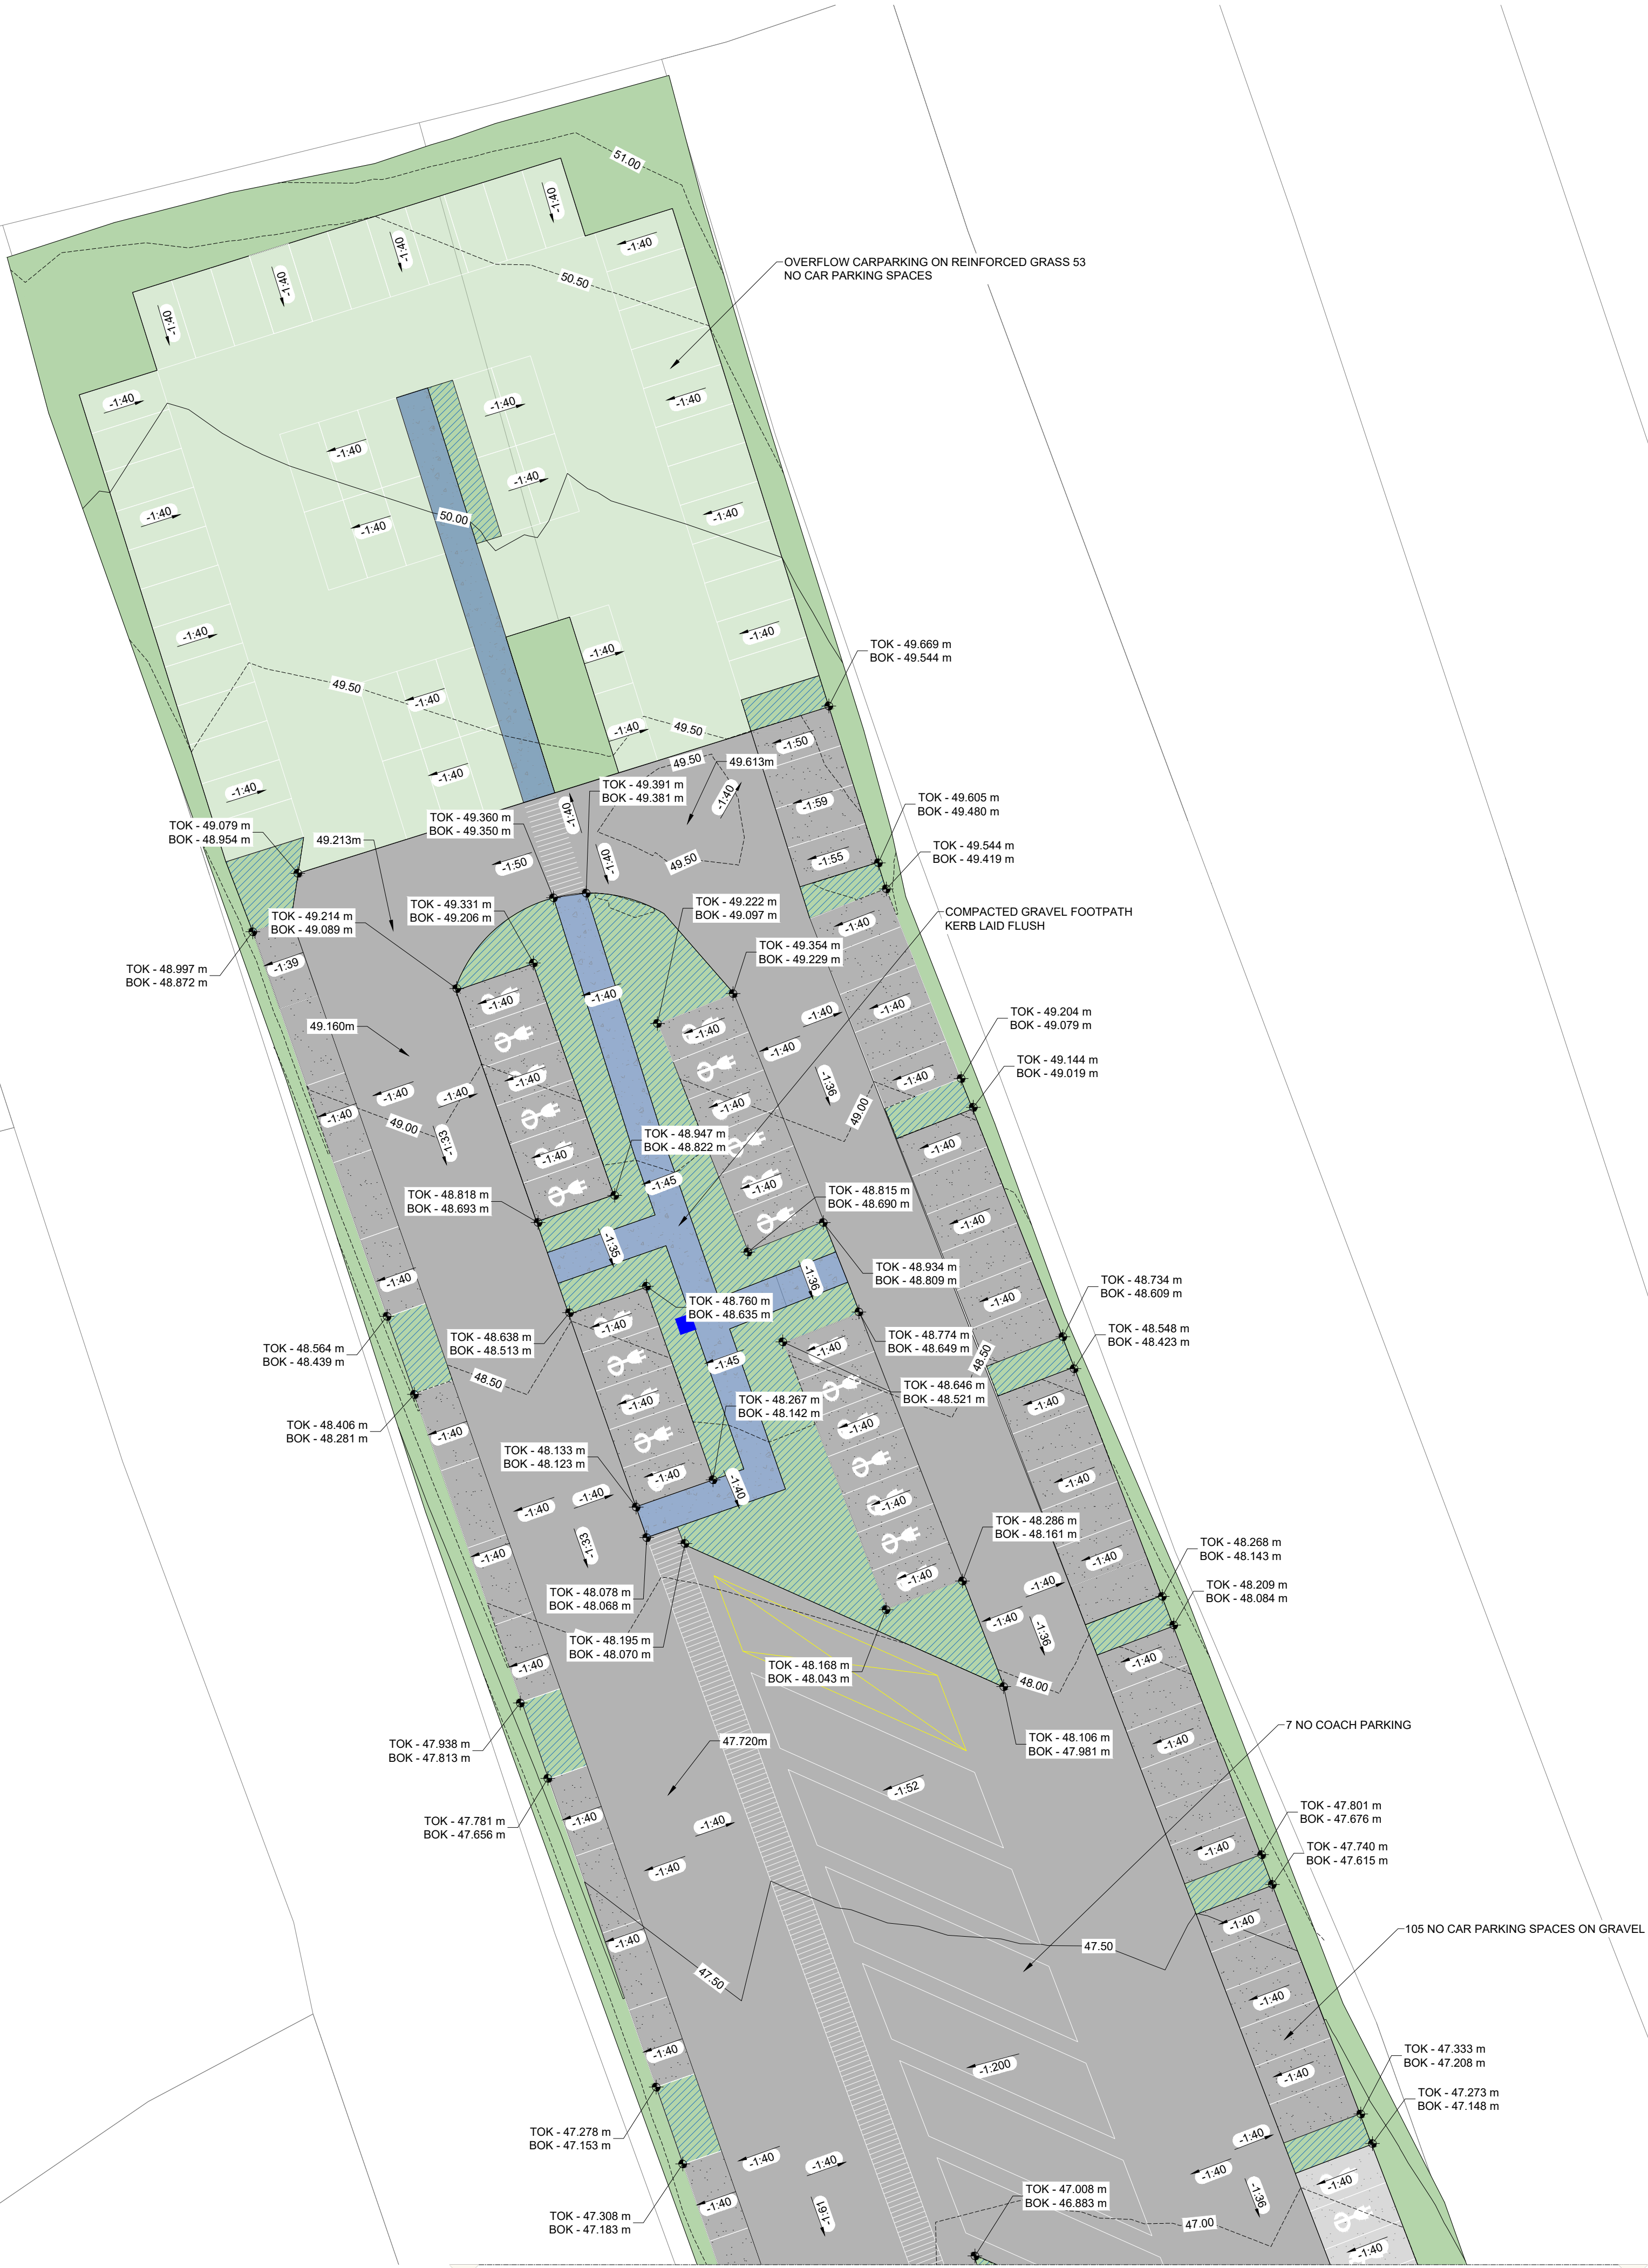 51.00
-1:40
-1:40
-1:40
-1:40
-1:40
OVERFLOW CARPARKING ON REINFORCED GRASS 53
NO CAR PARKING SPACES
50.50
-1:40
-1:40
-1:40
-1:40
-1:40
-1:40
-1:40
-1:40
50.00
-1:40
-1:40
-1:40
TOK - 49.669 m
BOK - 49.544 m
49.50
-1:40
-1:40
49.50
-1:50
49.50
49.613m
-1:40
-1:40
TOK - 49.391 m
BOK - 49.381 m
-1:40
-1:59
TOK - 49.605 m
BOK - 49.480 m
TOK - 49.360 m
BOK - 49.350 m
-1:40
TOK - 49.079 m
BOK - 48.954 m
49.213m
TOK - 49.544 m
BOK - 49.419 m
-1:50
-1:40
49.50
-1:55
TOK - 49.331 m
BOK - 49.206 m
TOK - 49.222 m
BOK - 49.097 m
COMPACTED GRAVEL FOOTPATH
KERB LAID FLUSH
TOK - 49.214 m
BOK - 49.089 m
-1:40
TOK - 49.354 m
BOK - 49.229 m
-1:39
TOK - 48.997 m
BOK - 48.872 m
-1:40
-1:40
-1:40
-1:40
TOK - 49.204 m
BOK - 49.079 m
49.160m
-1:40
-1:40
TOK - 49.144 m
BOK - 49.019 m
-1:40
-1:36
-1:40
-1:40
-1:40
-1:40
-1:40
49.00
49.00
-1:33
TOK - 48.947 m
BOK - 48.822 m
-1:40
-1:40
-1:45
-1:40
TOK - 48.818 m
BOK - 48.693 m
TOK - 48.815 m
BOK - 48.690 m
-1:40
-1:35
-1:40
-1:36
TOK - 48.934 m
BOK - 48.809 m
TOK - 48.734 m
BOK - 48.609 m
-1:40
TOK - 48.760 m
BOK - 48.635 m
-1:40
TOK - 48.638 m
BOK - 48.513 m
TOK - 48.774 m
BOK - 48.649 m
TOK - 48.548 m
BOK - 48.423 m
TOK - 48.564 m
BOK - 48.439 m
-1:40
-1:45
48.50
48.50
TOK - 48.646 m
BOK - 48.521 m
-1:40
TOK - 48.267 m
BOK - 48.142 m
-1:40
TOK - 48.406 m
BOK - 48.281 m
-1:40
-1:40
TOK - 48.133 m
BOK - 48.123 m
-1:40
-1:40
-1:40
-1:40
-1:40
-1:40
TOK - 48.286 m
BOK - 48.161 m
-1:33
-1:40
-1:40
TOK - 48.268 m
BOK - 48.143 m
-1:40
-1:40
TOK - 48.209 m
BOK - 48.084 m
TOK - 48.078 m
BOK - 48.068 m
-1:40
-1:36
TOK - 48.195 m
BOK - 48.070 m
-1:40
TOK - 48.168 m
BOK - 48.043 m
-1:40
48.00
7 NO COACH PARKING
TOK - 47.938 m
BOK - 47.813 m
47.720m
TOK - 48.106 m
BOK - 47.981 m
-1:40
-1:52
TOK - 47.781 m
BOK - 47.656 m
-1:40
-1:40
TOK - 47.801 m
BOK - 47.676 m
-1:40
TOK - 47.740 m
BOK - 47.615 m
-1:40
-1:40
105 NO CAR PARKING SPACES ON GRAVEL
-1:40
47.50
47.50
-1:40
-1:40
-1:200
-1:40
TOK - 47.333 m
BOK - 47.208 m
TOK - 47.273 m
BOK - 47.148 m
TOK - 47.278 m
BOK - 47.153 m
-1:40
-1:40
-1:40
-1:40
-1:40
-1:36
TOK - 47.008 m
BOK - 46.883 m
-1:40
-1:61
TOK - 47.308 m
BOK - 47.183 m
47.00
-1:40